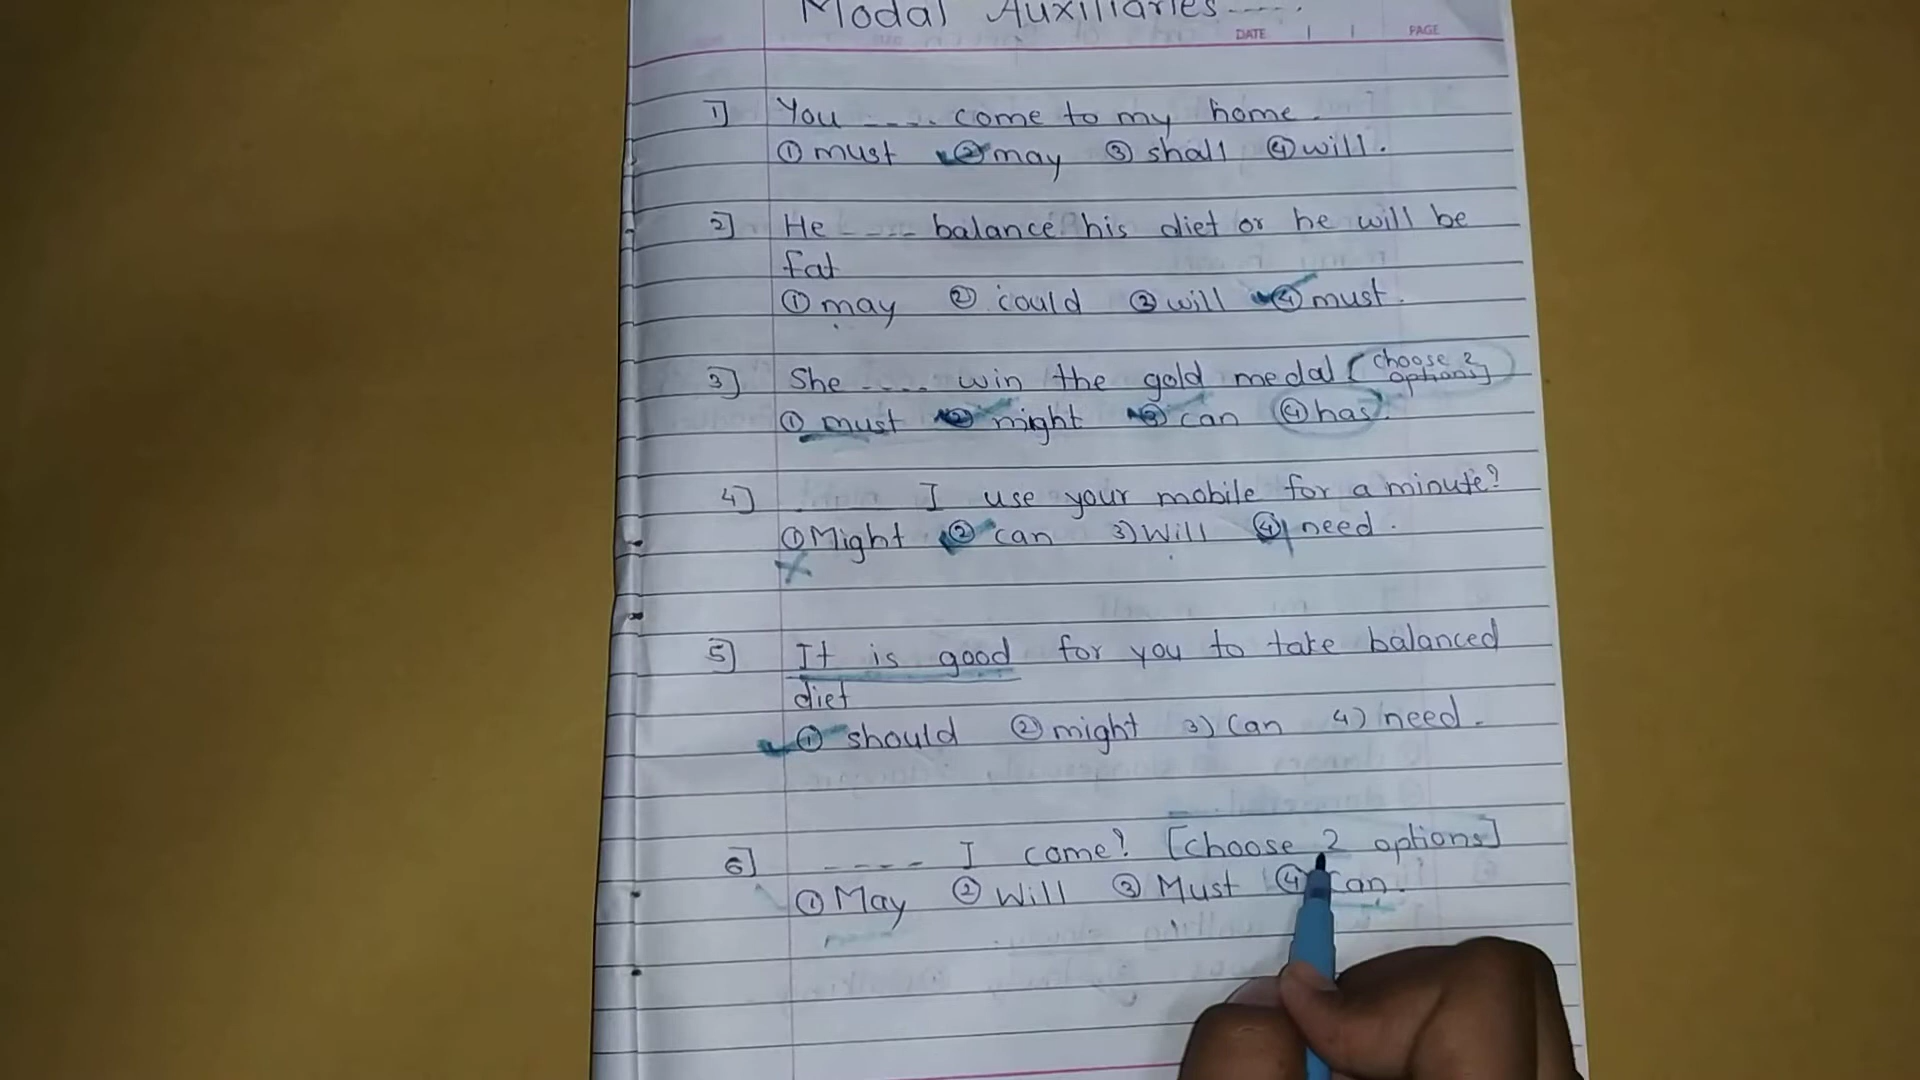 Modal Auxiliaries----.
DATE | | PAGE
1] You ---- come to my home.
① must ② may ③ shall ④ will.
2] He ---- balance his diet or he will be
fat
① may ② could ③ will ④ must.
3] She ---- win the gold medal [choose 2
options]
① must ② might ③ can ④ has.
4] I use your mobile for a minute?
① Might ② can 3) Will ④ need.
5] It is good for you to take balanced
diet
① should ② might 3) Can 4) need.
6] ---- I come? [choose 2 options]
① May ② Will ③ Must ④ Can.